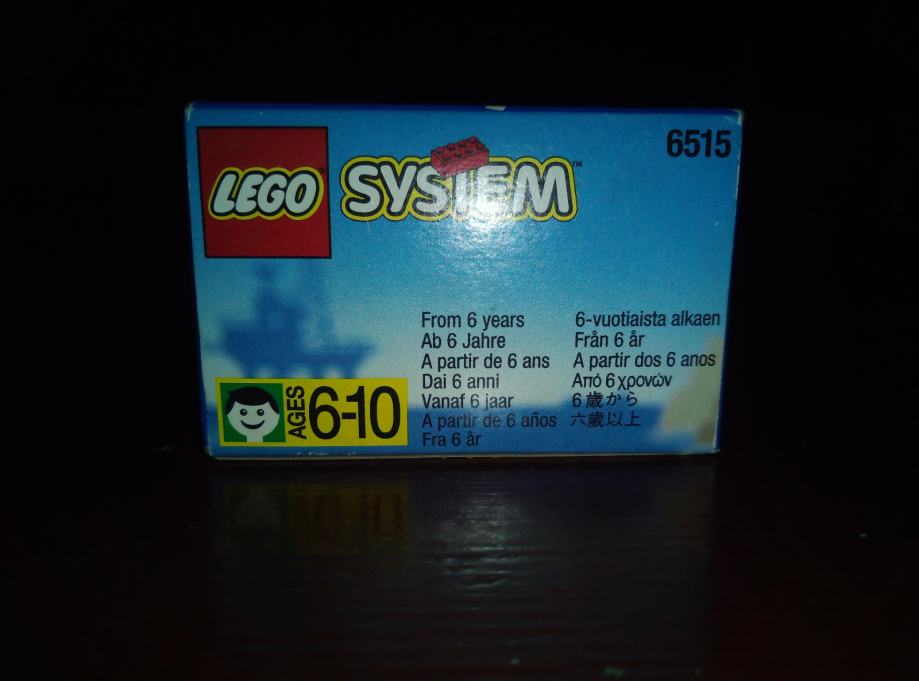 LEGO
SYSTEM™
6515
AGES
6-10
From 6 years
Ab 6 Jahre
A partir de 6 ans
Dai 6 anni
Vanaf 6 jaar
A partir de 6 años
Fra 6 år
6-vuotiaista alkaen
Från 6 år
A partir dos 6 anos
Από 6 χρονών
6歳から
六歲以上